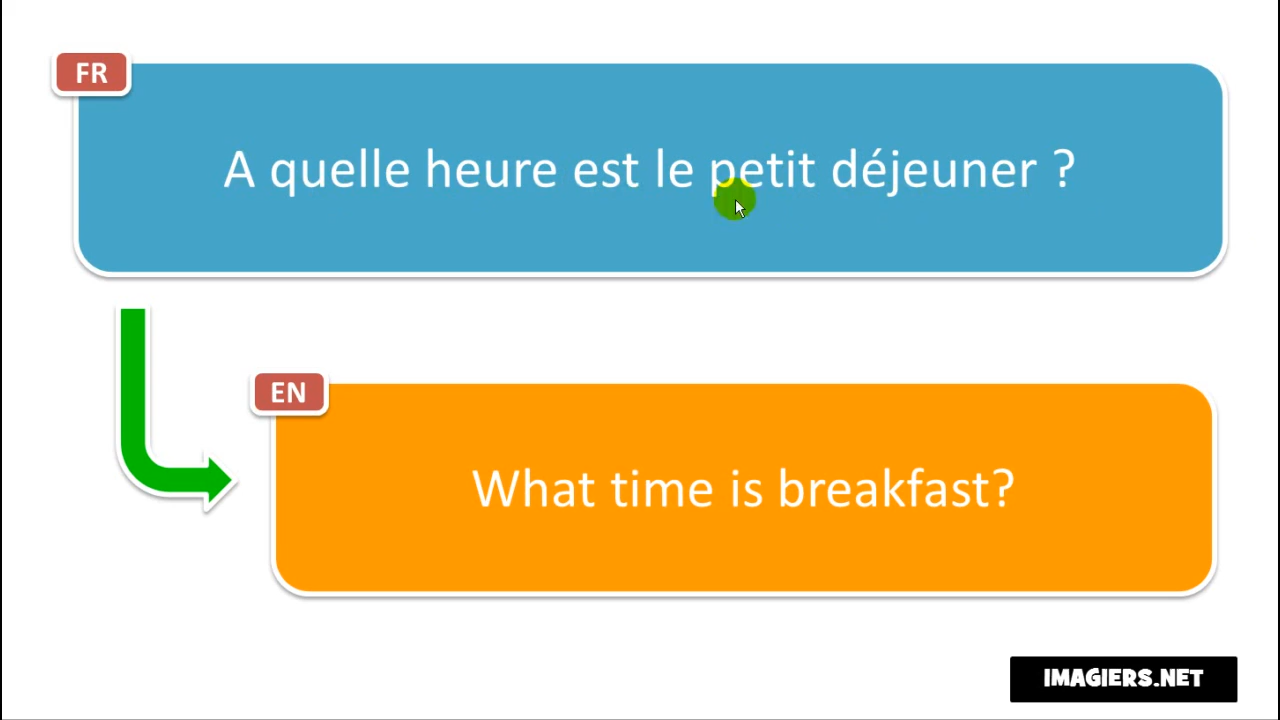 FR
A quelle heure est le petit déjeuner ?
EN
What time is breakfast?
IMAGIERS.NET